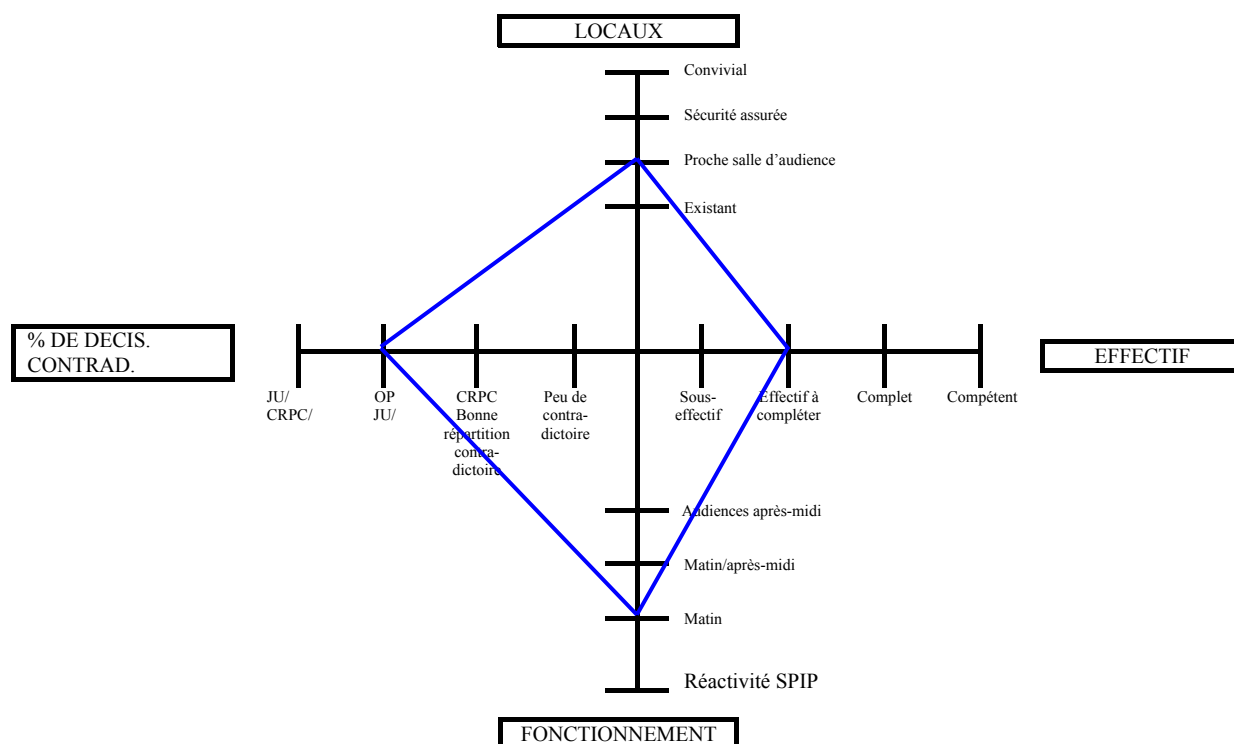 LOCAUX
Convivial
Sécurité assurée
Proche salle d'audience
Existant
% DE DECIS.
CONTRAD.
EFFECTIF
JU/
CRPC/
OP
JU/
CRPC
Bonne
répartition
contra-
dictoire
Peu de
contra-
dictoire
Sous-
effectif
Effectif à
compléter
Complet
Compétent
Audiences après-midi
Matin/après-midi
Matin
Réactivité SPIP
FONCTIONNEMENT